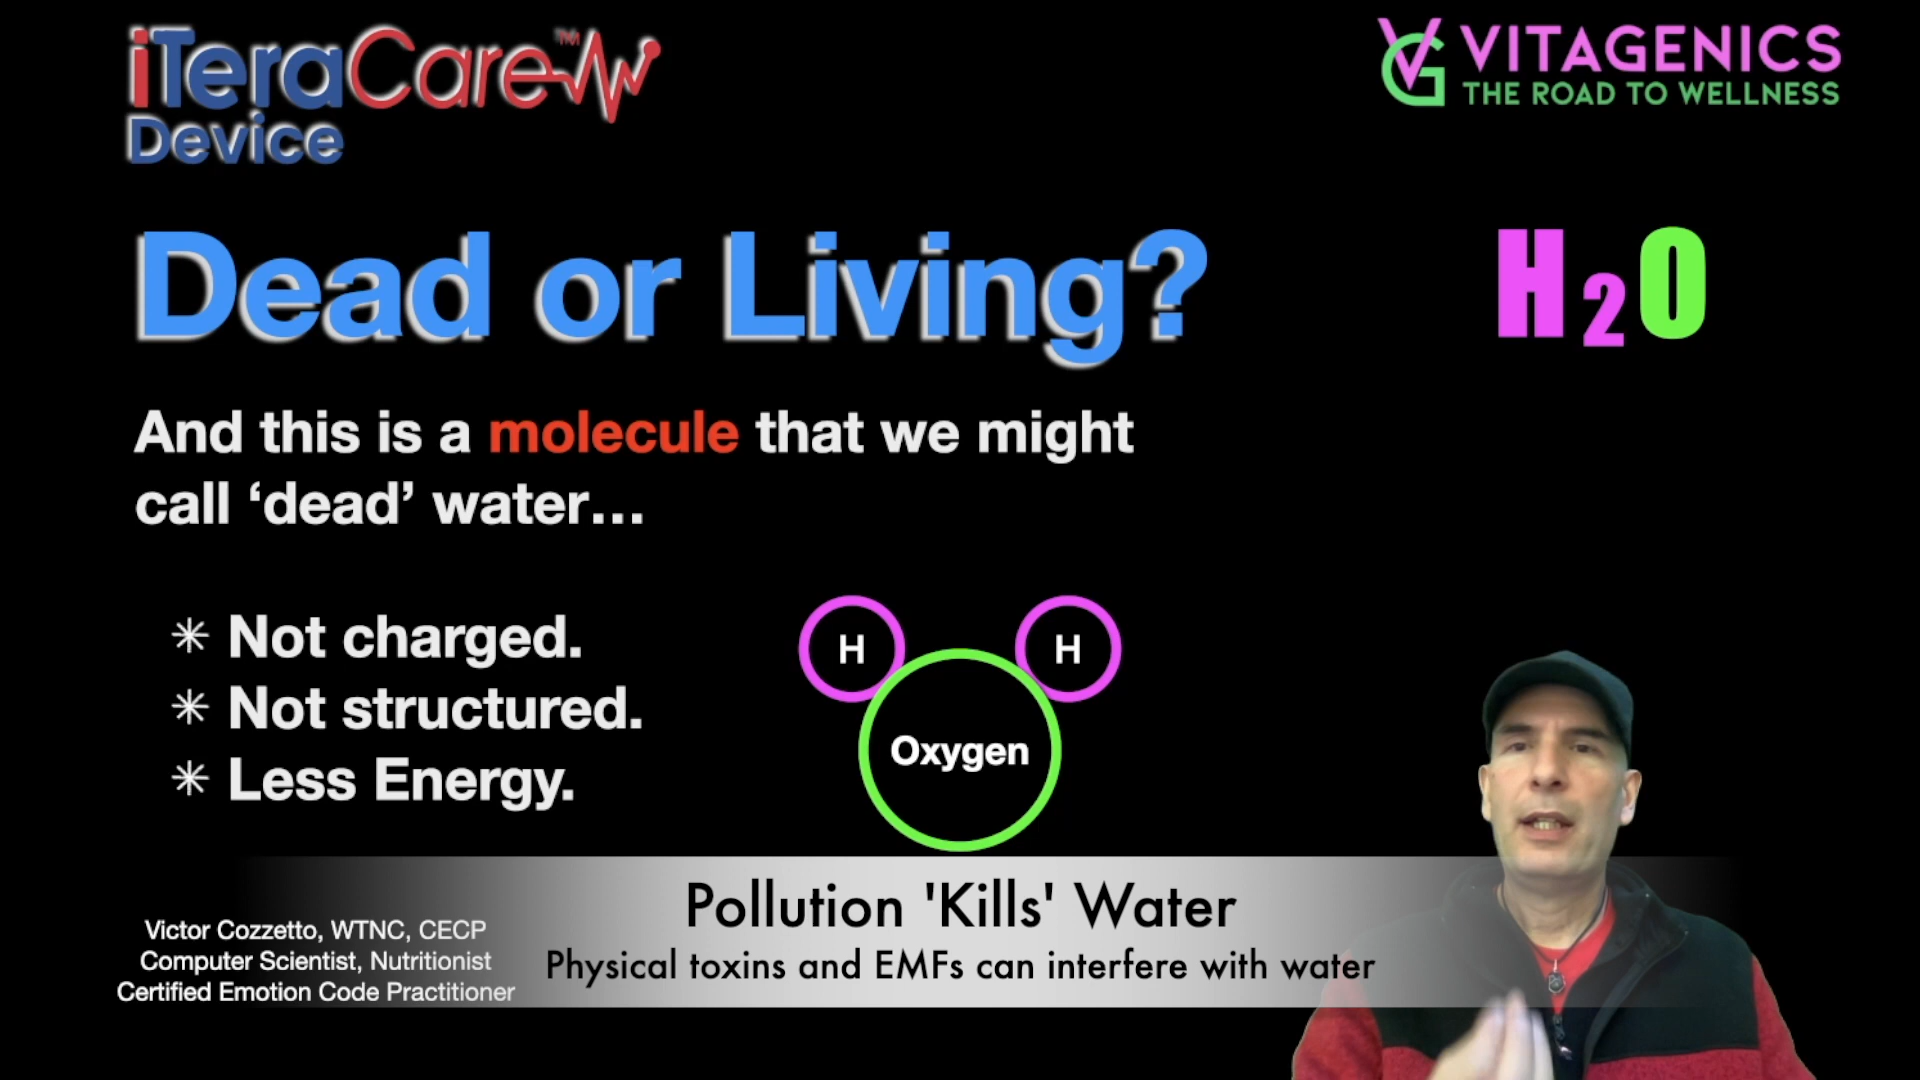 iTeraCare™
Device
VITAGENICS
THE ROAD TO WELLNESS
Dead or Living?
H2O
And this is a molecule that we might
call ‘dead’ water…
✳ Not charged.
✳ Not structured.
✳ Less Energy.
H
H
Oxygen
Pollution 'Kills' Water
Physical toxins and EMFs can interfere with water
Victor Cozzetto, WTNC, CECP
Computer Scientist, Nutritionist
Certified Emotion Code Practitioner